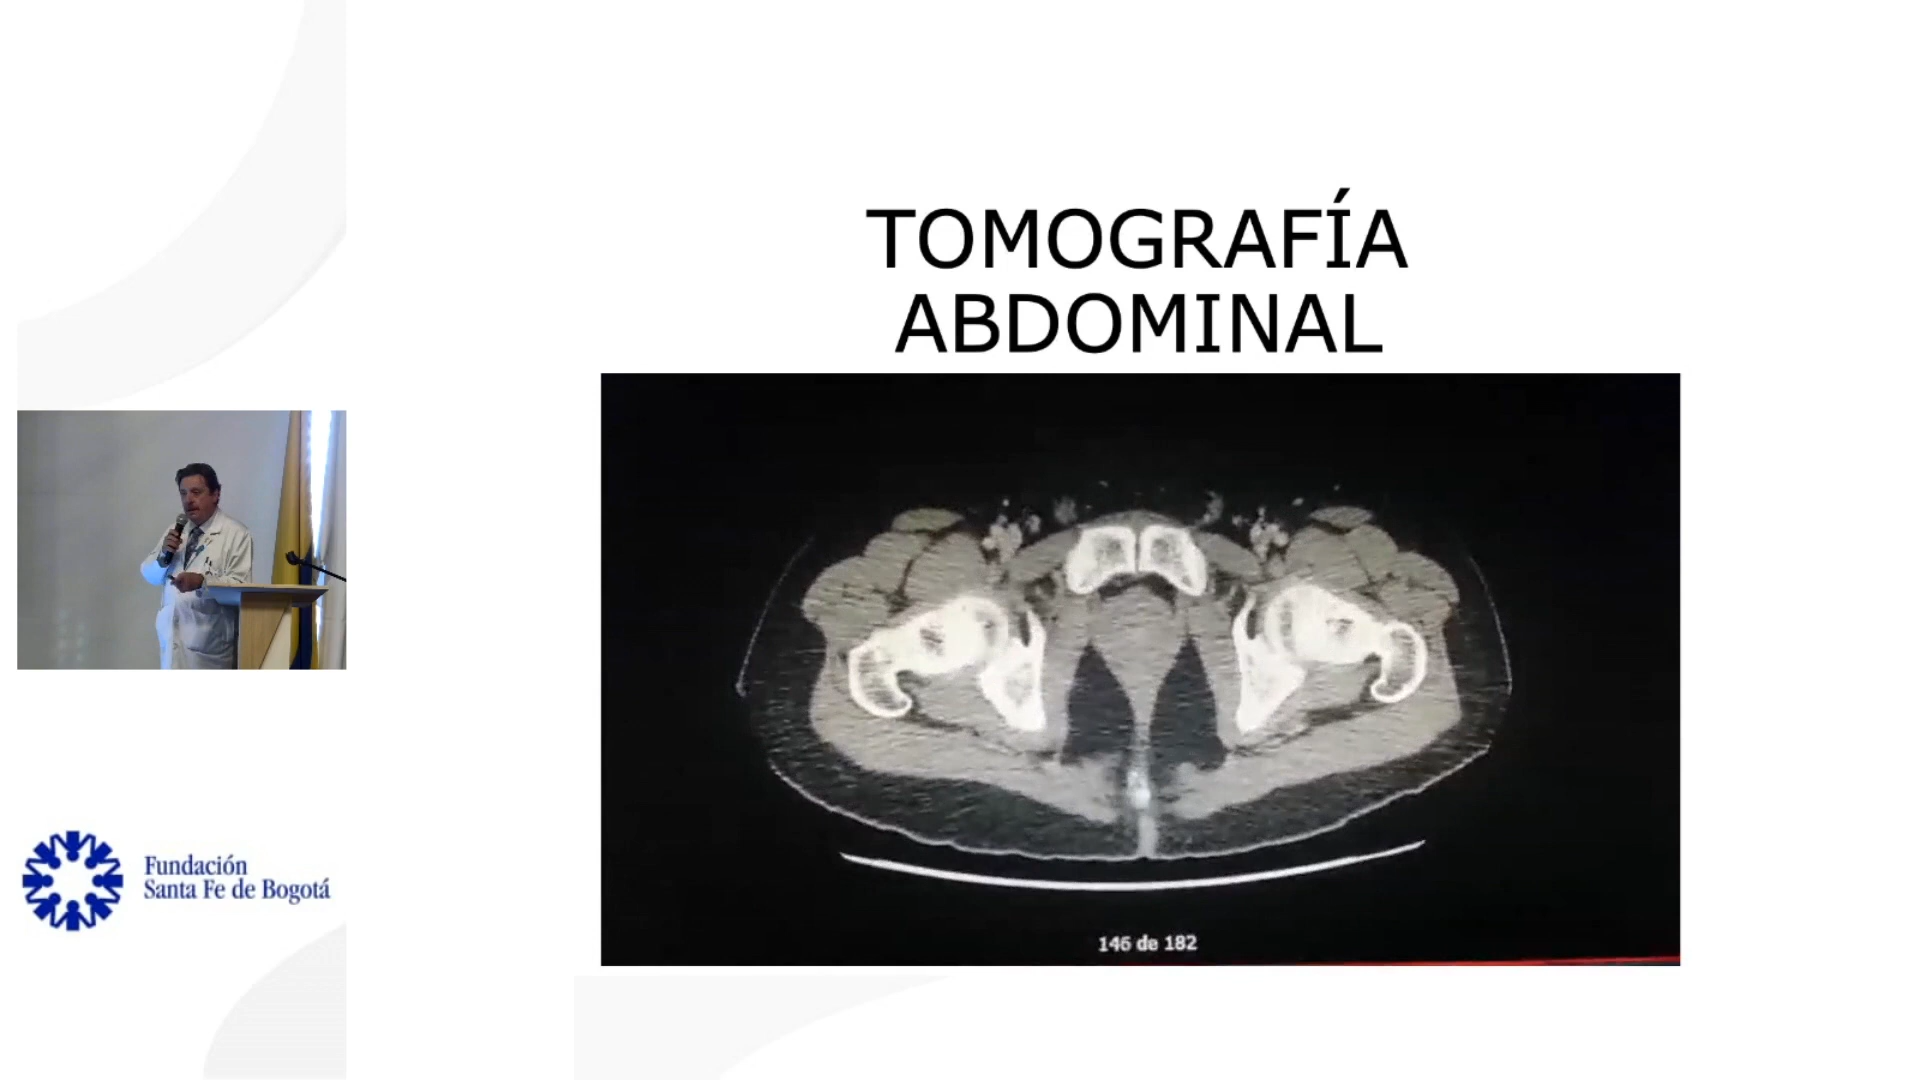 TOMOGRAFÍA
ABDOMINAL
Fundación
Santa Fe de Bogotá
146 de 182